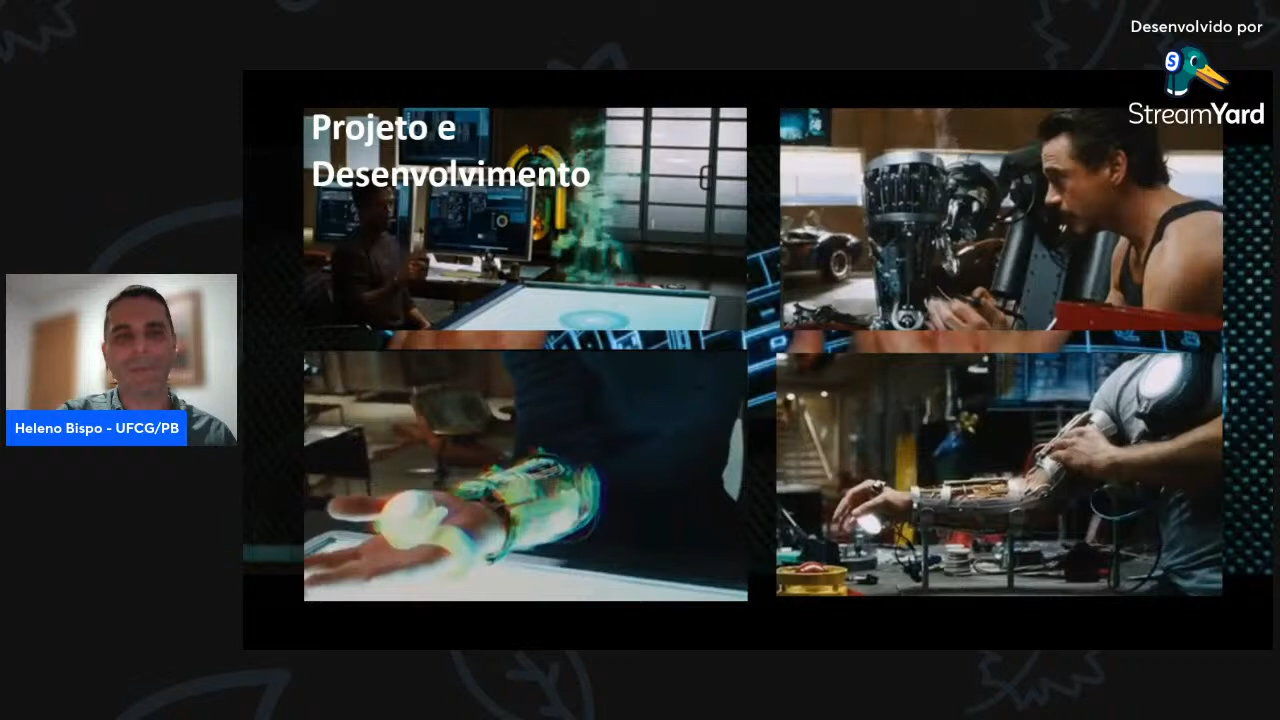 Desenvolvido por
StreamYard
Projeto e
Desenvolvimento
Heleno Bispo - UFCG/PB